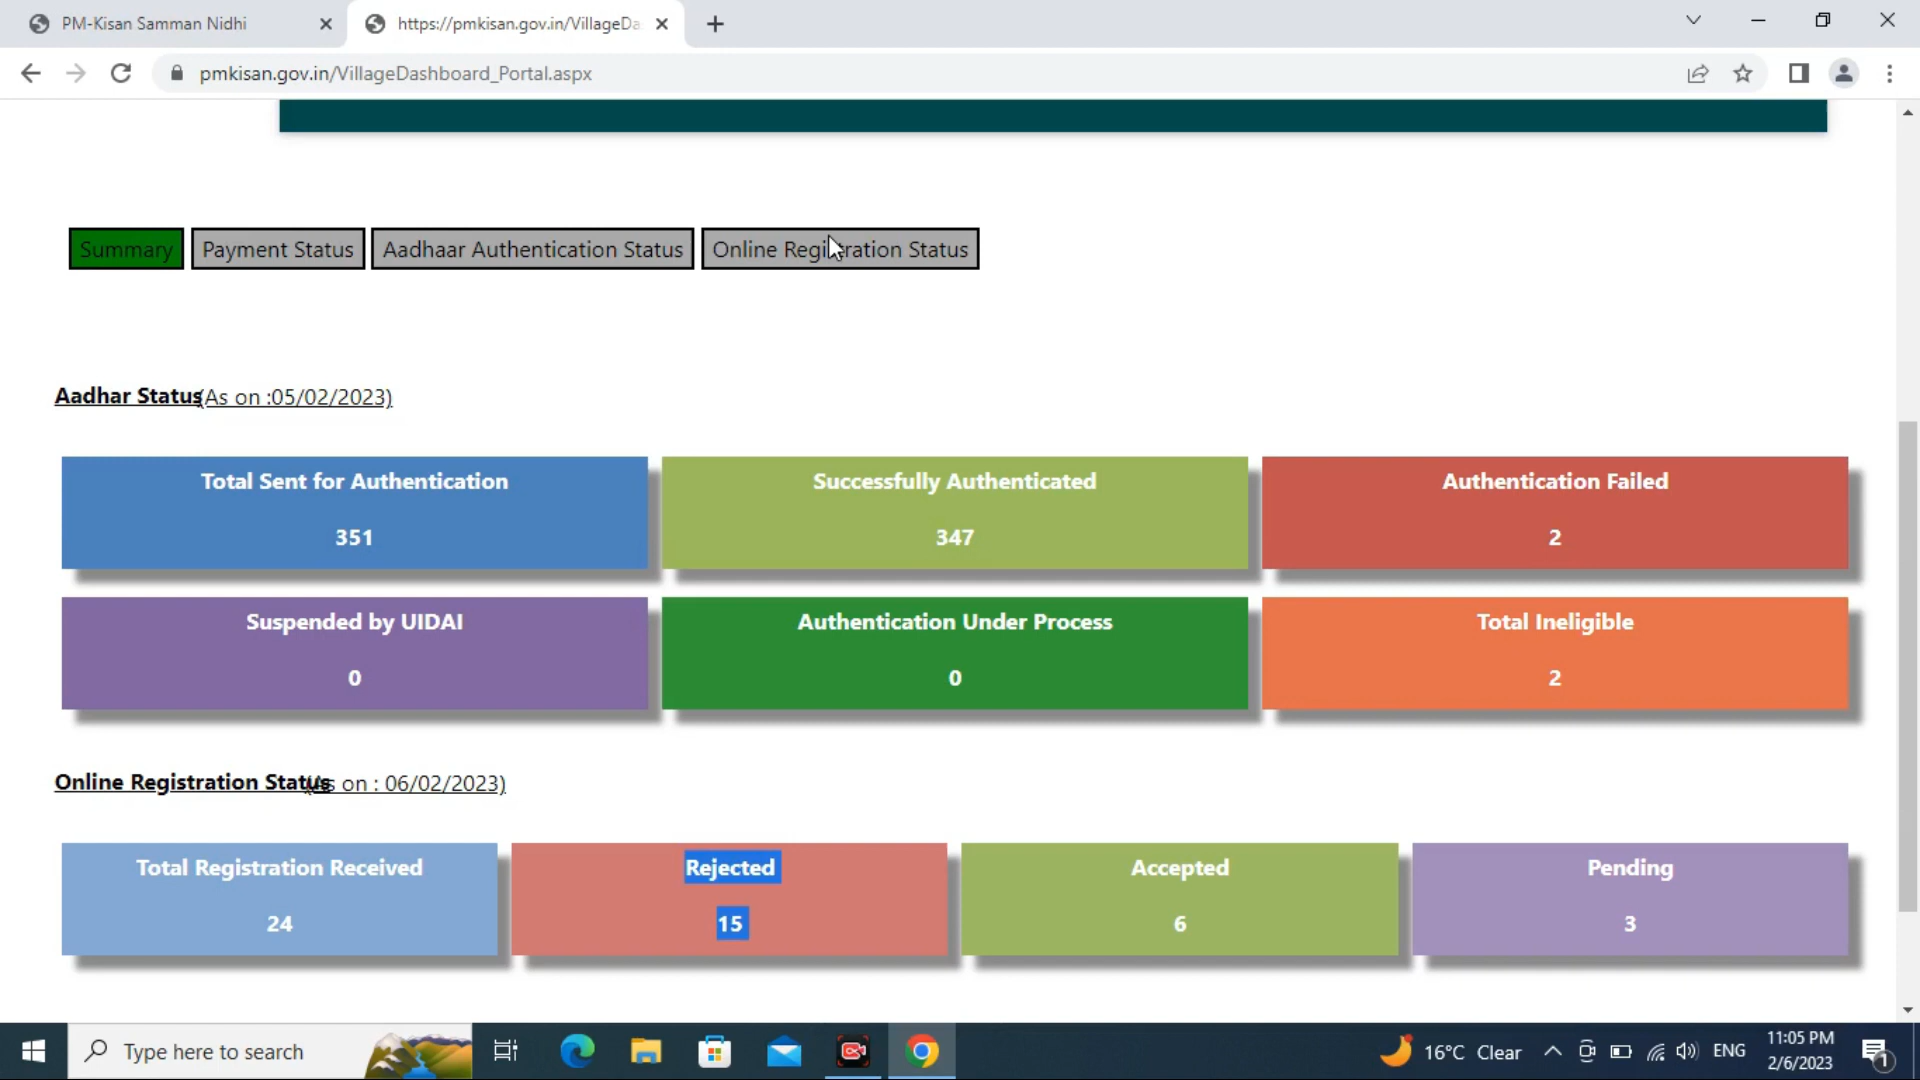 PM-Kisan Samman Nidhi
https://pmkisan.gov.in/VillageDa
pmkisan.gov.in/VillageDashboard_Portal.aspx
Summary Payment Status Aadhaar Authentication Status Online Registration Status
Aadhar Status(As on :05/02/2023)
Total Sent for Authentication
351
Successfully Authenticated
347
Authentication Failed
2
Suspended by UIDAI
0
Authentication Under Process
0
Total Ineligible
2
Online Registration Status(As on : 06/02/2023)
Total Registration Received
24
Rejected
15
Accepted
6
Pending
3
Type here to search
16°C Clear
ENG
11:05 PM
2/6/2023
1